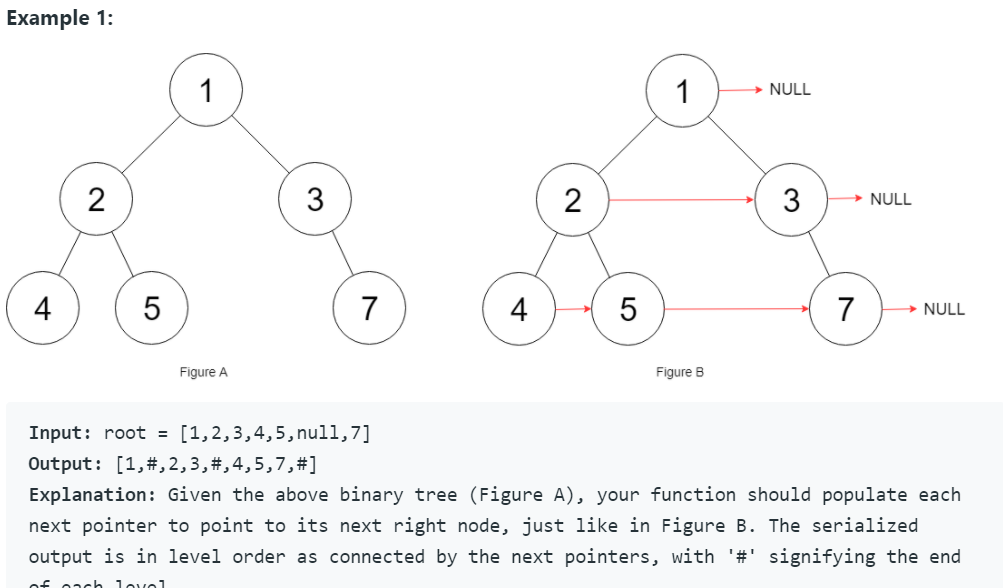 Example 1:
1
2
3
4
5
7
Figure A
1
NULL
2
3
NULL
4
5
7
NULL
Figure B
Input: root = [1,2,3,4,5,null,7]
Output: [1,#,2,3,#,4,5,7,#]
Explanation: Given the above binary tree (Figure A), your function should populate each
next pointer to point to its next right node, just like in Figure B. The serialized
output is in level order as connected by the next pointers, with '#' signifying the end
of each level